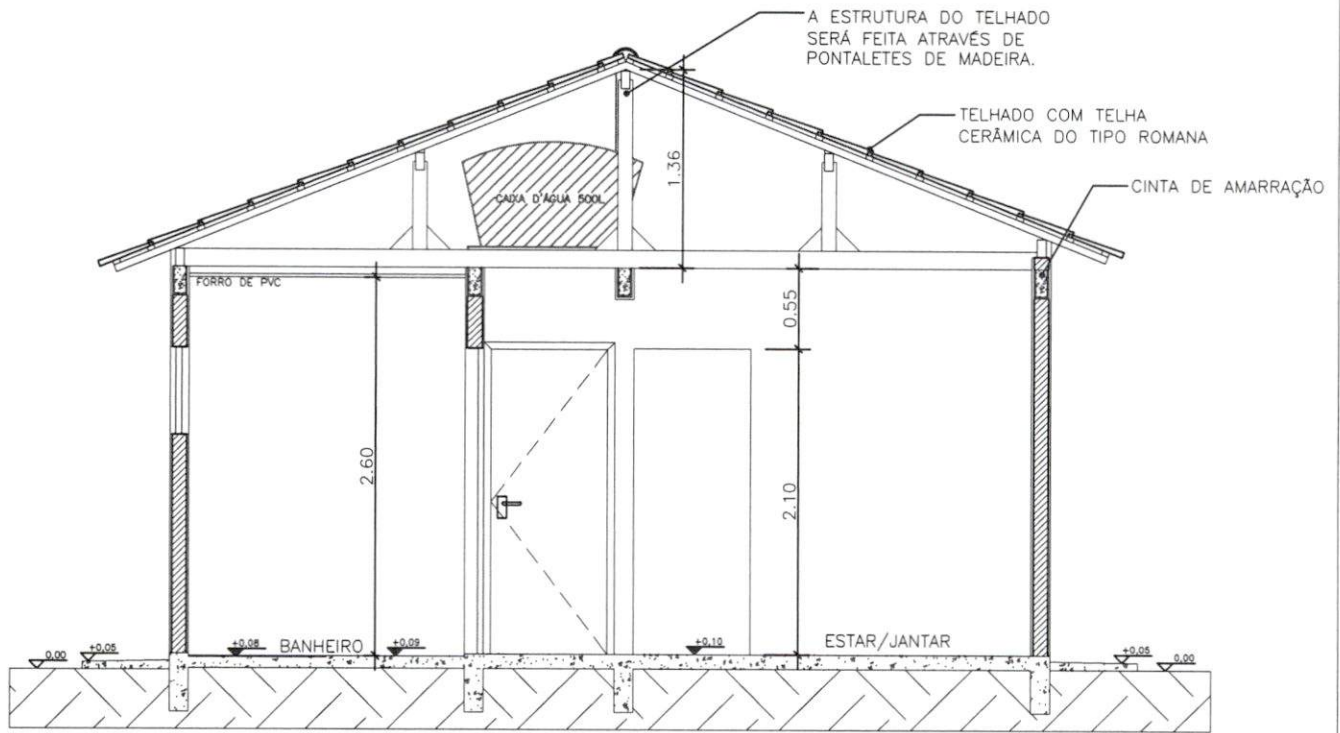 A ESTRUTURA DO TELHADO
SERÁ FEITA ATRAVÉS DE
PONTALETES DE MADEIRA.
TELHADO COM TELHA
CERÂMICA DO TIPO ROMANA
1.36
CINTA DE AMARRAÇÃO
CAIXA D'ÁGUA 500L
FORRO DE PVC
0.55
2.60
2.10
0,00
+0,05
+0,08
BANHEIRO
+0,09
+0,10
ESTAR/JANTAR
+0,05
0,00